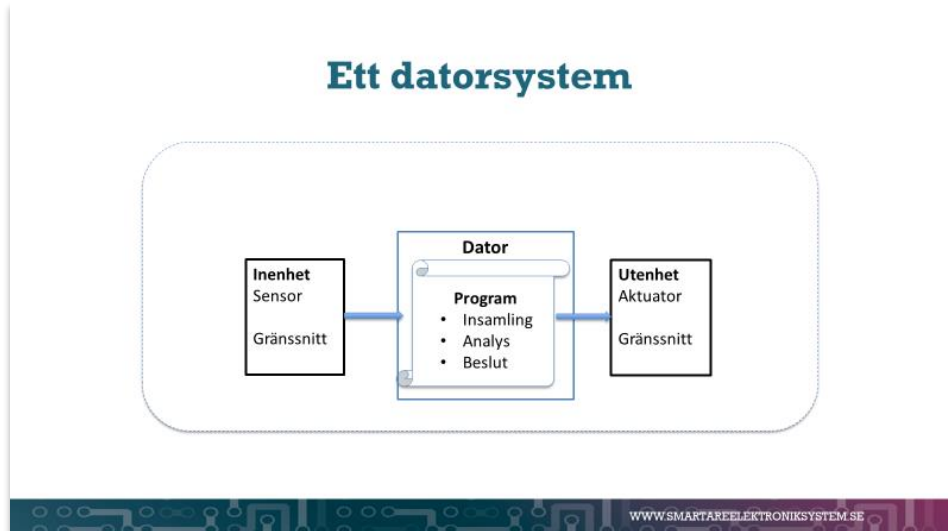 Ett datorsystem
Inenhet
Sensor
Gränssnitt
Dator
Program
• Insamling
• Analys
• Beslut
Utenhet
Aktuator
Gränssnitt
WWW.SMARTAREELEKTRONIKSYSTEM.SE